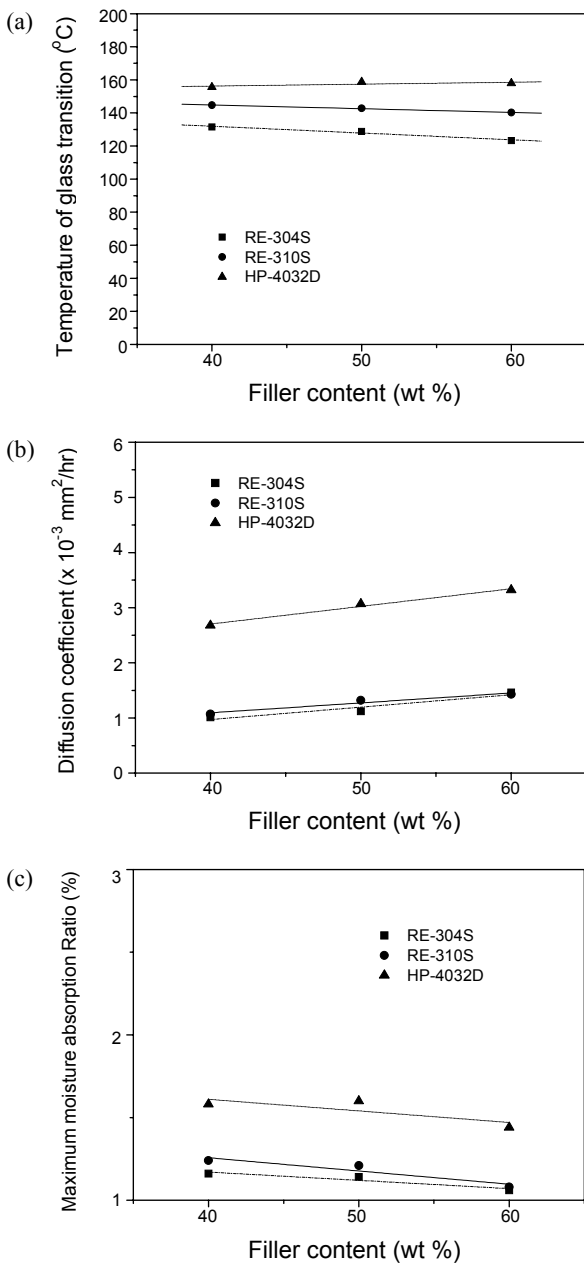 (a)
Temperature of glass transition (°C)
200
180
160
140
120
100
80
60
40
20
0
RE-304S
RE-310S
HP-4032D
40
50
60
Filler content (wt %)
(b)
Diffusion coefficient (x 10⁻³ mm²/hr)
6
5
4
3
2
1
0
RE-304S
RE-310S
HP-4032D
40
50
60
Filler content (wt %)
(c)
Maximum moisture absorption Ratio (%)
3
2
1
RE-304S
RE-310S
HP-4032D
40
50
60
Filler content (wt %)